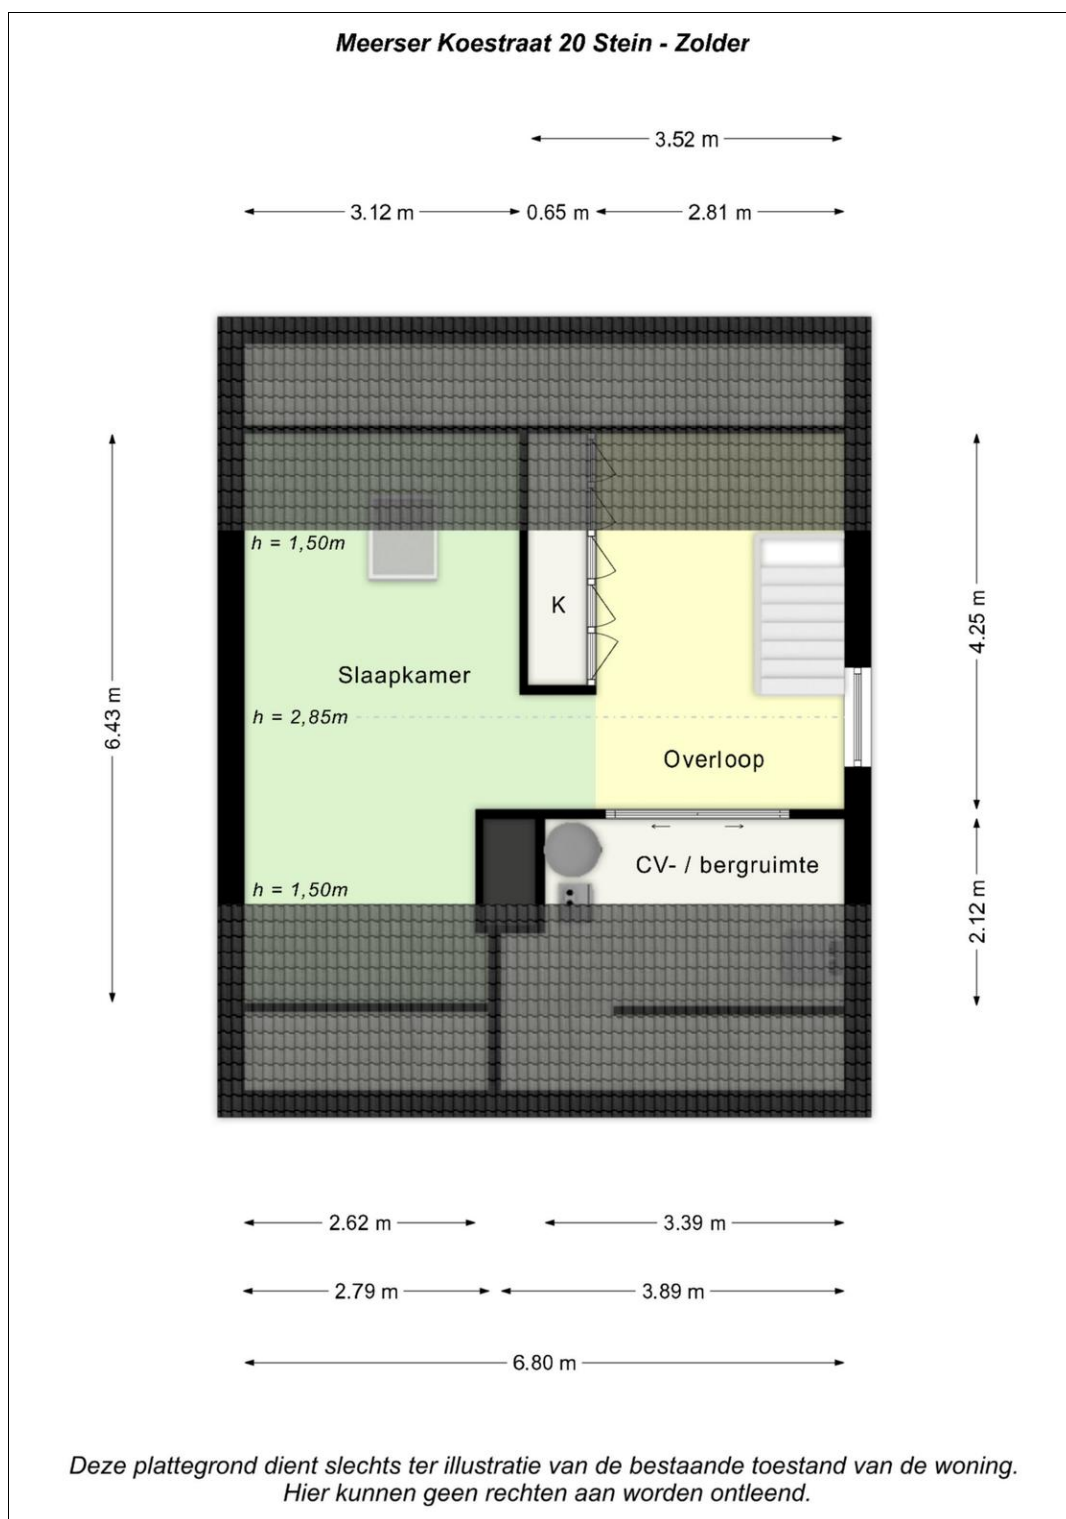 Meerser Koestraat 20 Stein - Zolder
3.52 m
3.12 m
0.65 m
2.81 m
h = 1,50m
K
4.25 m
Slaapkamer
6.43 m
h = 2,85m
Overloop
CV- / bergruimte
h = 1,50m
2.12 m
2.62 m
3.39 m
2.79 m
3.89 m
6.80 m
Deze plattegrond dient slechts ter illustratie van de bestaande toestand van de woning.
Hier kunnen geen rechten aan worden ontleend.